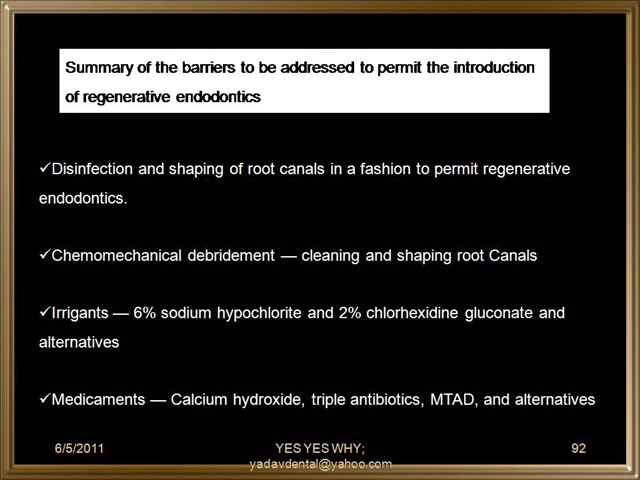 Summary of the barriers to be addressed to permit the introduction
of regenerative endodontics
✓Disinfection and shaping of root canals in a fashion to permit regenerative
endodontics.
✓Chemomechanical debridement — cleaning and shaping root Canals
✓Irrigants — 6% sodium hypochlorite and 2% chlorhexidine gluconate and
alternatives
✓Medicaments — Calcium hydroxide, triple antibiotics, MTAD, and alternatives
6/5/2011
YES YES WHY;
yadavdental@yahoo.com
92